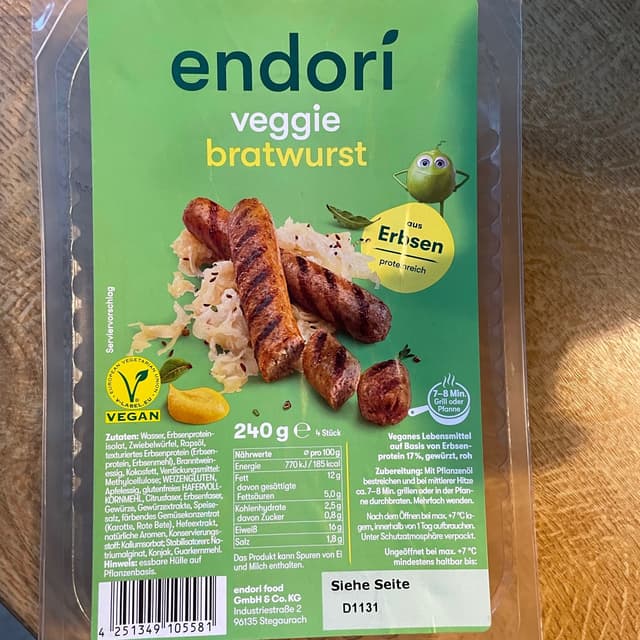 endori
veggie
bratwurst
aus
Erbsen
proteinreich
Serviervorschlag
EUROPEAN VEGETARIAN UNION
V-LABEL.EU
VEGAN
7–8 Min.
Grill oder
Pfanne
240 g ℮ 4 Stück
Zutaten: Wasser, Erbsenprotein-
isolat, Zwiebelwürfel, Rapsöl,
texturiertes Erbsenprotein (Erbsen-
protein, Erbsenmehl), Branntwein-
essig, Kokosfett, Verdickungsmittel:
Methylcellulose; WEIZENGLUTEN,
Apfelessig, glutenfreies HAFERVOLL-
KORNMEHL, Citrusfaser, Erbsenfaser,
Gewürze, Gewürzextrakte, Speise-
salz, färbendes Gemüsekonzentrat
(Karotte, Rote Bete), Hefeextrakt,
natürliche Aromen, Konservierungs-
stoff: Kaliumsorbat; Stabilisatoren: Na-
triumalginat, Konjak, Guarkernmehl.
Hinweis: essbare Hülle auf
Pflanzenbasis.
Nährwerte ø pro 100g
Energie 770 kJ / 185 kcal
Fett 12 g
davon gesättigte
Fettsäuren 5,0 g
Kohlenhydrate 2,5 g
davon Zucker 0,8 g
Eiweiß 16 g
Salz 1,8 g
Das Produkt kann Spuren von Ei
und Milch enthalten.
endori food
GmbH & Co. KG
Industriestraße 2
96135 Stegaurach
Veganes Lebensmittel
auf Basis von Erbsen-
protein 17%, gewürzt, roh
Zubereitung: Mit Pflanzenöl
bestreichen und bei mittlerer Hitze
ca. 7–8 Min. grillen oder in der Pfan-
ne durchbraten. Mehrfach wenden.
Nach dem Öffnen bei max. +7 °C la-
gern, innerhalb von 1 Tag aufbrauchen.
Unter Schutzatmosphäre verpackt.
Ungeöffnet bei max. +7 °C
mindestens haltbar bis:
Siehe Seite
D1131
4 251349 105581